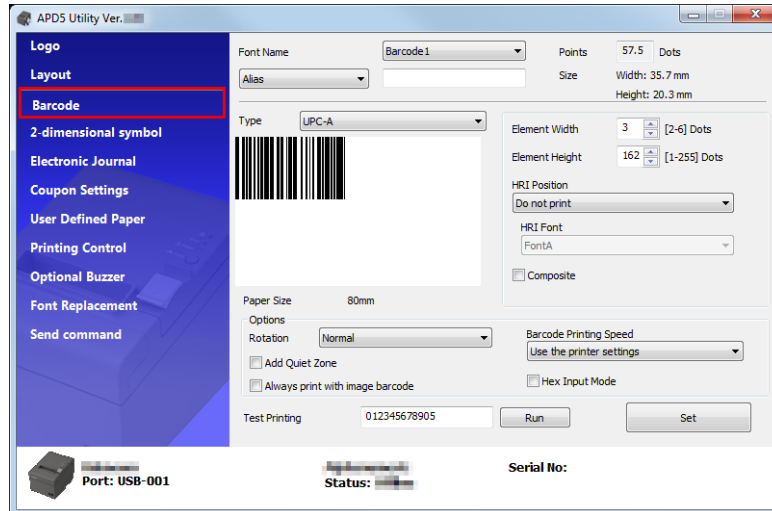 APD5 Utility Ver.
Logo
Layout
Barcode
2-dimensional symbol
Electronic Journal
Coupon Settings
User Defined Paper
Printing Control
Optional Buzzer
Font Replacement
Send command
Font Name Barcode1 Points 57.5 Dots
Alias Size Width: 35.7 mm
Height: 20.3 mm
Type UPC-A
Element Width 3 [2-6] Dots
Element Height 162 [1-255] Dots
HRI Position
Do not print
HRI Font
FontA
Composite
Paper Size 80mm
Options
Rotation Normal
Add Quiet Zone
Always print with image barcode
Barcode Printing Speed
Use the printer settings
Hex Input Mode
Test Printing 012345678905 Run Set
Port: USB-001
Status:
Serial No: